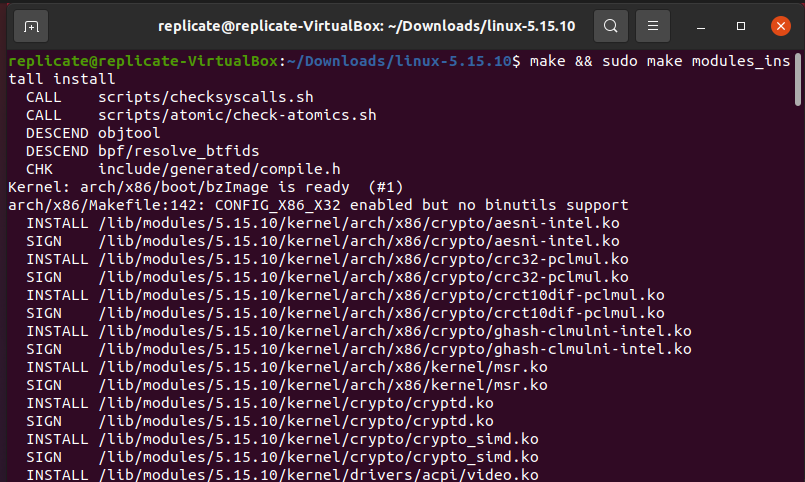 replicate@replicate-VirtualBox: ~/Downloads/linux-5.15.10
replicate@replicate-VirtualBox:~/Downloads/linux-5.15.10$ make && sudo make modules_ins
tall install
  CALL    scripts/checksyscalls.sh
  CALL    scripts/atomic/check-atomics.sh
  DESCEND objtool
  DESCEND bpf/resolve_btfids
  CHK     include/generated/compile.h
Kernel: arch/x86/boot/bzImage is ready  (#1)
arch/x86/Makefile:142: CONFIG_X86_X32 enabled but no binutils support
  INSTALL /lib/modules/5.15.10/kernel/arch/x86/crypto/aesni-intel.ko
  SIGN    /lib/modules/5.15.10/kernel/arch/x86/crypto/aesni-intel.ko
  INSTALL /lib/modules/5.15.10/kernel/arch/x86/crypto/crc32-pclmul.ko
  SIGN    /lib/modules/5.15.10/kernel/arch/x86/crypto/crc32-pclmul.ko
  INSTALL /lib/modules/5.15.10/kernel/arch/x86/crypto/crct10dif-pclmul.ko
  SIGN    /lib/modules/5.15.10/kernel/arch/x86/crypto/crct10dif-pclmul.ko
  INSTALL /lib/modules/5.15.10/kernel/arch/x86/crypto/ghash-clmulni-intel.ko
  SIGN    /lib/modules/5.15.10/kernel/arch/x86/crypto/ghash-clmulni-intel.ko
  INSTALL /lib/modules/5.15.10/kernel/arch/x86/kernel/msr.ko
  SIGN    /lib/modules/5.15.10/kernel/arch/x86/kernel/msr.ko
  INSTALL /lib/modules/5.15.10/kernel/crypto/cryptd.ko
  SIGN    /lib/modules/5.15.10/kernel/crypto/cryptd.ko
  INSTALL /lib/modules/5.15.10/kernel/crypto/crypto_simd.ko
  SIGN    /lib/modules/5.15.10/kernel/crypto/crypto_simd.ko
  INSTALL /lib/modules/5.15.10/kernel/drivers/acpi/video.ko